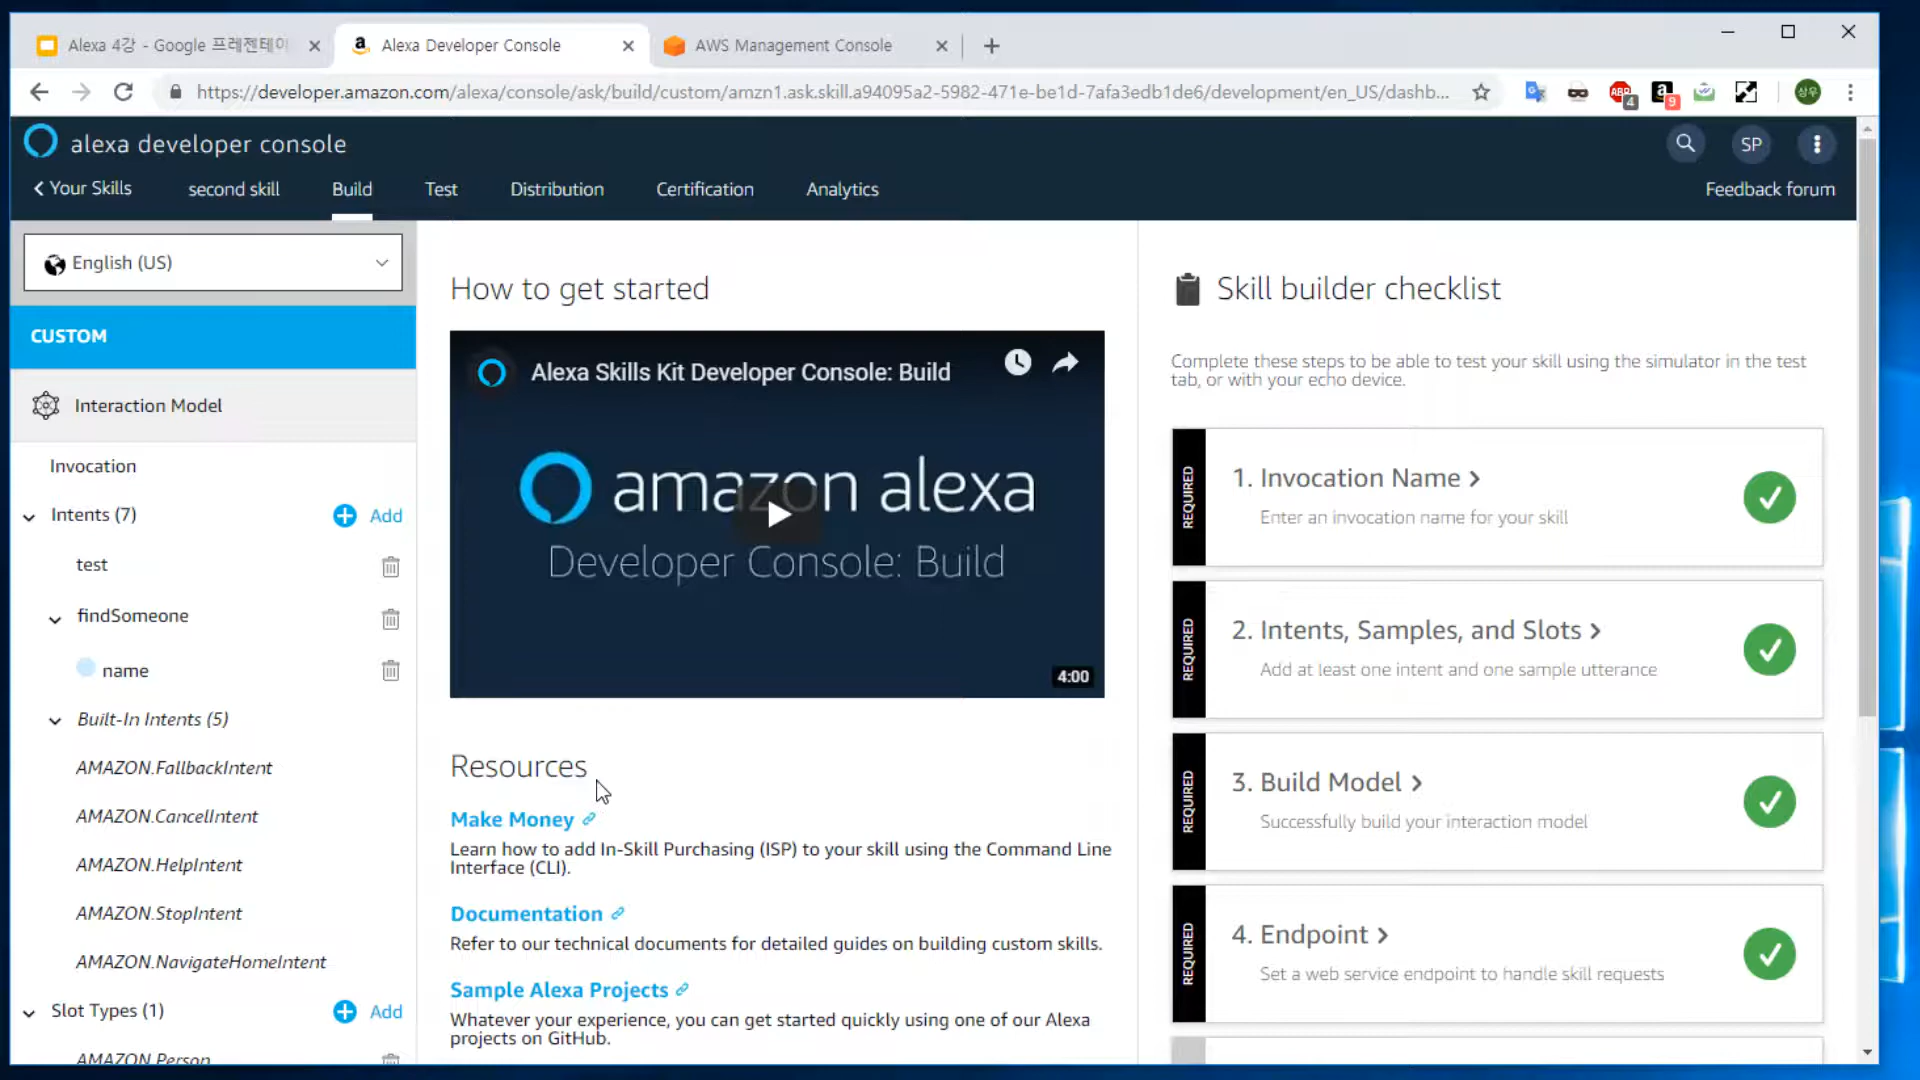 Alexa 4강 - Google 프레젠테이
Alexa Developer Console
AWS Management Console
https://developer.amazon.com/alexa/console/ask/build/custom/amzn1.ask.skill.a94095a2-5982-471e-be1d-7afa3edb1de6/development/en_US/dashb...
ABP
4
a
9
상우
alexa developer console
SP
Your Skills
second skill
Build
Test
Distribution
Certification
Analytics
Feedback forum
English (US)
CUSTOM
Interaction Model
Invocation
Intents (7)
Add
test
findSomeone
name
Built-In Intents (5)
AMAZON.FallbackIntent
AMAZON.CancelIntent
AMAZON.HelpIntent
AMAZON.StopIntent
AMAZON.NavigateHomeIntent
Slot Types (1)
Add
AMAZON.Person
How to get started
Alexa Skills Kit Developer Console: Build
amazon alexa
Developer Console: Build
4:00
Resources
Make Money
Learn how to add In-Skill Purchasing (ISP) to your skill using the Command Line
Interface (CLI).
Documentation
Refer to our technical documents for detailed guides on building custom skills.
Sample Alexa Projects
Whatever your experience, you can get started quickly using one of our Alexa
projects on GitHub.
Skill builder checklist
Complete these steps to be able to test your skill using the simulator in the test
tab, or with your echo device.
REQUIRED
1. Invocation Name
Enter an invocation name for your skill
REQUIRED
2. Intents, Samples, and Slots
Add at least one intent and one sample utterance
REQUIRED
3. Build Model
Successfully build your interaction model
REQUIRED
4. Endpoint
Set a web service endpoint to handle skill requests